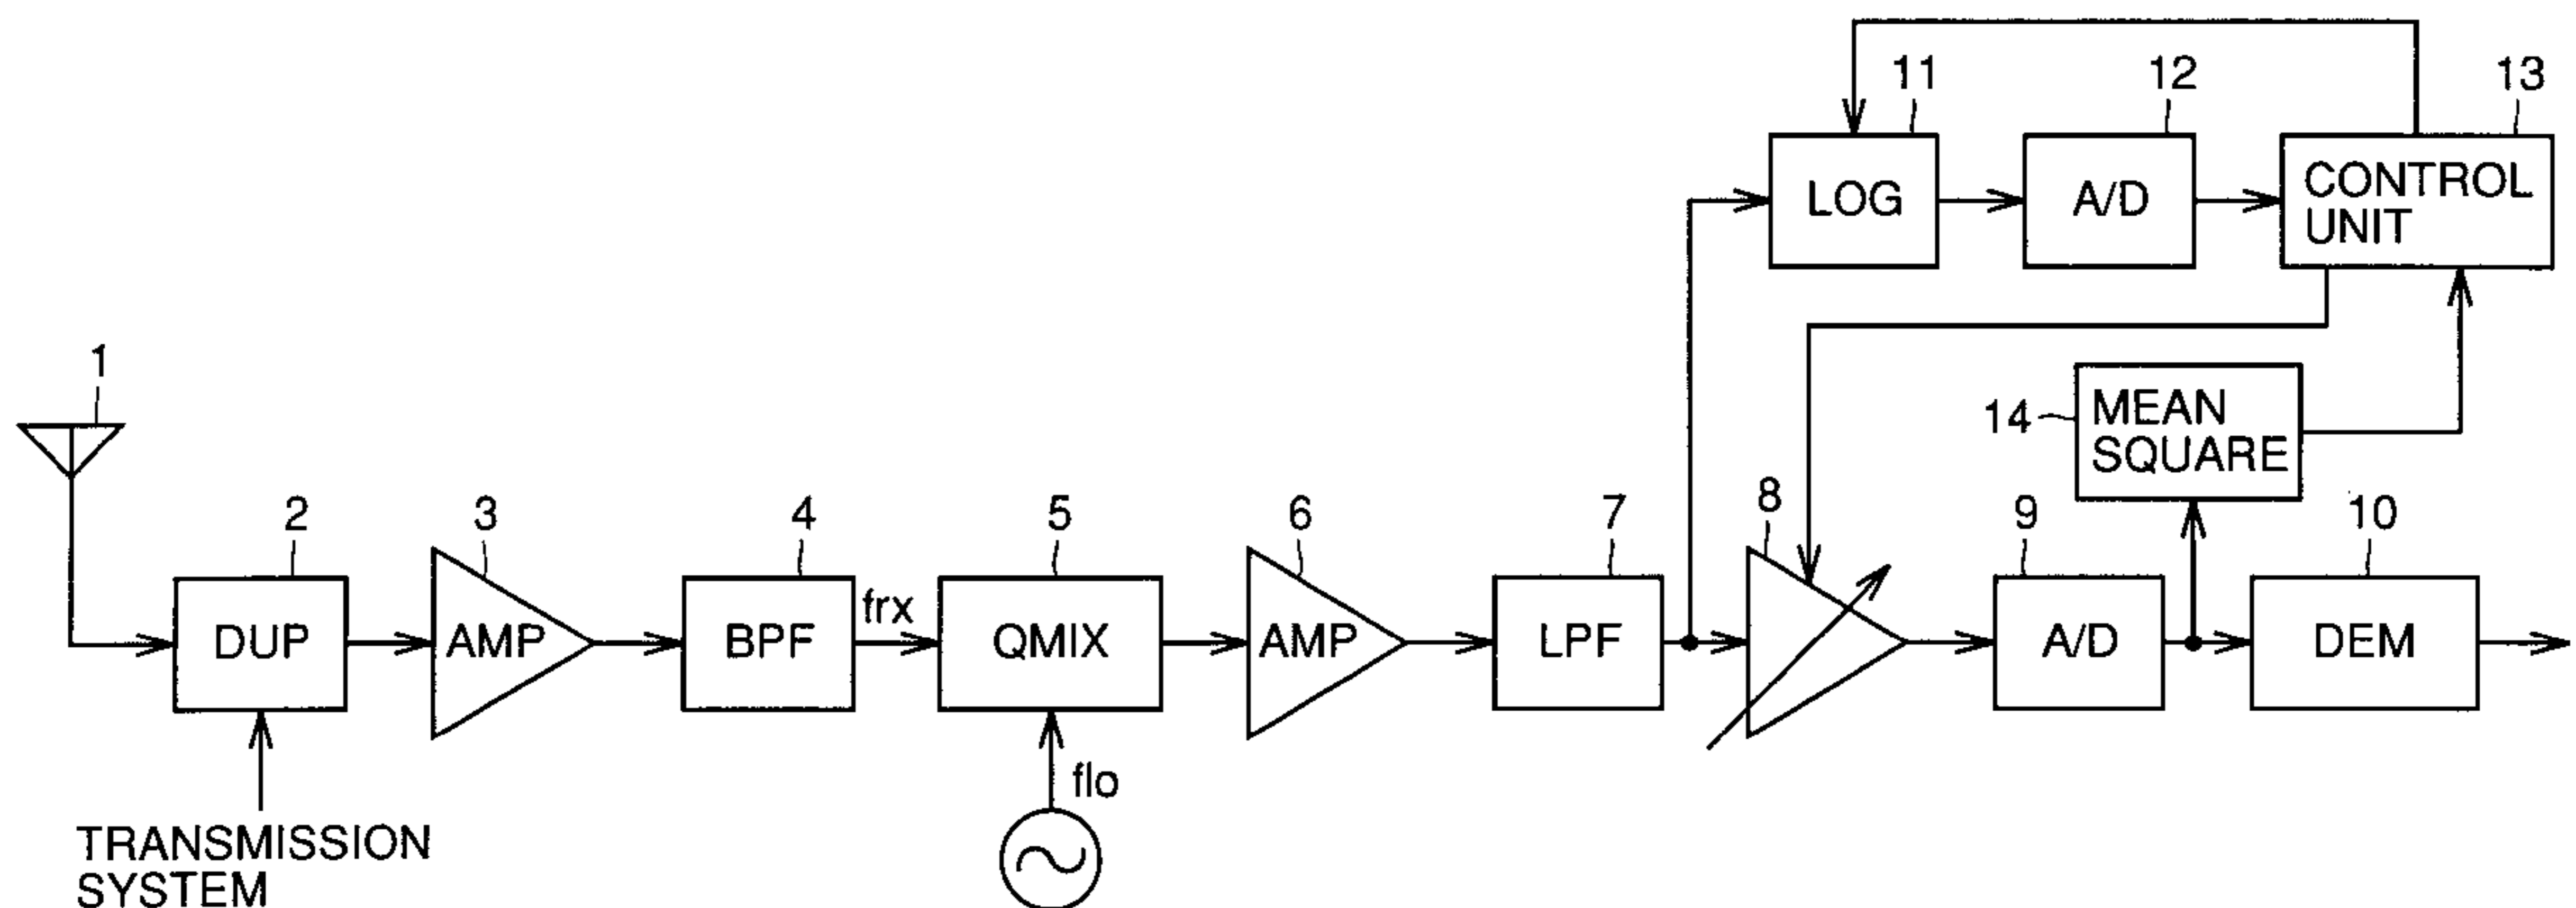 11
12
13
LOG
A/D
CONTROL
UNIT
1
14
MEAN
SQUARE
2
3
4
5
6
7
8
9
10
DUP
AMP
BPF
frx
QMIX
AMP
LPF
A/D
DEM
flo
TRANSMISSION
SYSTEM